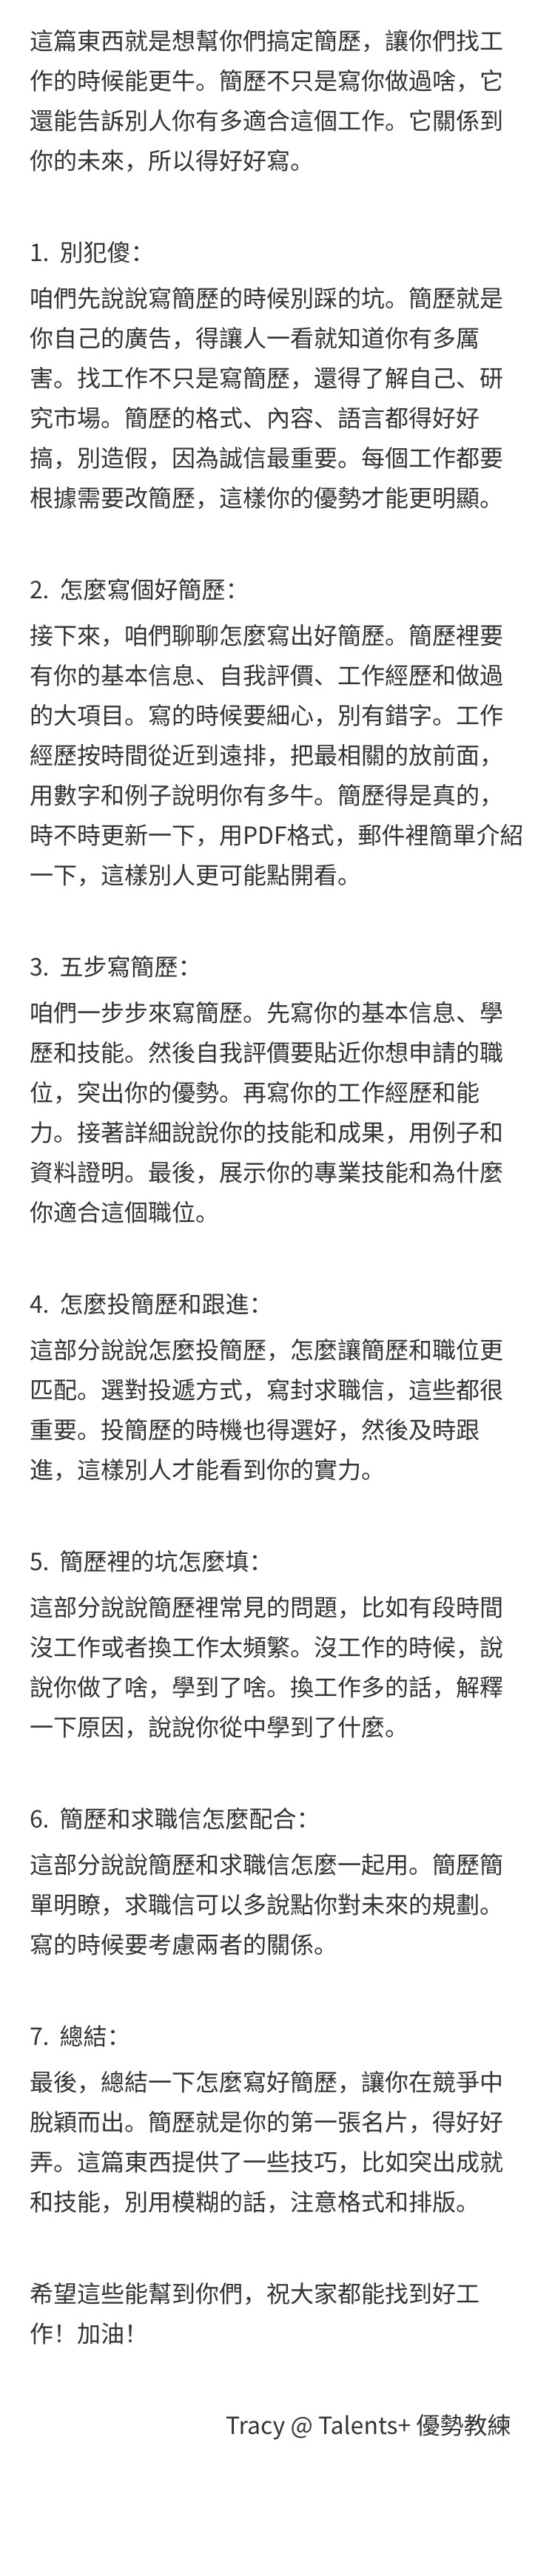 這篇東西就是想幫你們搞定簡歷，讓你們找工
作的時候能更牛。簡歷不只是寫你做過啥，它
還能告訴別人你有多適合這個工作。它關係到
你的未來，所以得好好寫。
1. 別犯傻：
咱們先說說寫簡歷的時候別踩的坑。簡歷就是
你自己的廣告，得讓人一看就知道你有多厲
害。找工作不只是寫簡歷，還得了解自己、研
究市場。簡歷的格式、內容、語言都得好好
搞，別造假，因為誠信最重要。每個工作都要
根據需要改簡歷，這樣你的優勢才能更明顯。
2. 怎麼寫個好簡歷：
接下來，咱們聊聊怎麼寫出好簡歷。簡歷裡要
有你的基本信息、自我評價、工作經歷和做過
的大項目。寫的時候要細心，別有錯字。工作
經歷按時間從近到遠排，把最相關的放前面，
用數字和例子說明你有多牛。簡歷得是真的，
時不時更新一下，用PDF格式，郵件裡簡單介紹
一下，這樣別人更可能點開看。
3. 五步寫簡歷：
咱們一步步來寫簡歷。先寫你的基本信息、學
歷和技能。然後自我評價要貼近你想申請的職
位，突出你的優勢。再寫你的工作經歷和能
力。接著詳細說說你的技能和成果，用例子和
資料證明。最後，展示你的專業技能和為什麼
你適合這個職位。
4. 怎麼投簡歷和跟進：
這部分說說怎麼投簡歷，怎麼讓簡歷和職位更
匹配。選對投遞方式，寫封求職信，這些都很
重要。投簡歷的時機也得選好，然後及時跟
進，這樣別人才能看到你的實力。
5. 簡歷裡的坑怎麼填：
這部分說說簡歷裡常見的問題，比如有段時間
沒工作或者換工作太頻繁。沒工作的時候，說
說你做了啥，學到了啥。換工作多的話，解釋
一下原因，說說你從中學到了什麼。
6. 簡歷和求職信怎麼配合：
這部分說說簡歷和求職信怎麼一起用。簡歷簡
單明瞭，求職信可以多說點你對未來的規劃。
寫的時候要考慮兩者的關係。
7. 總結：
最後，總結一下怎麼寫好簡歷，讓你在競爭中
脫穎而出。簡歷就是你的第一張名片，得好好
弄。這篇東西提供了一些技巧，比如突出成就
和技能，別用模糊的話，注意格式和排版。
希望這些能幫到你們，祝大家都能找到好工
作！加油！
Tracy @ Talents+ 優勢教練